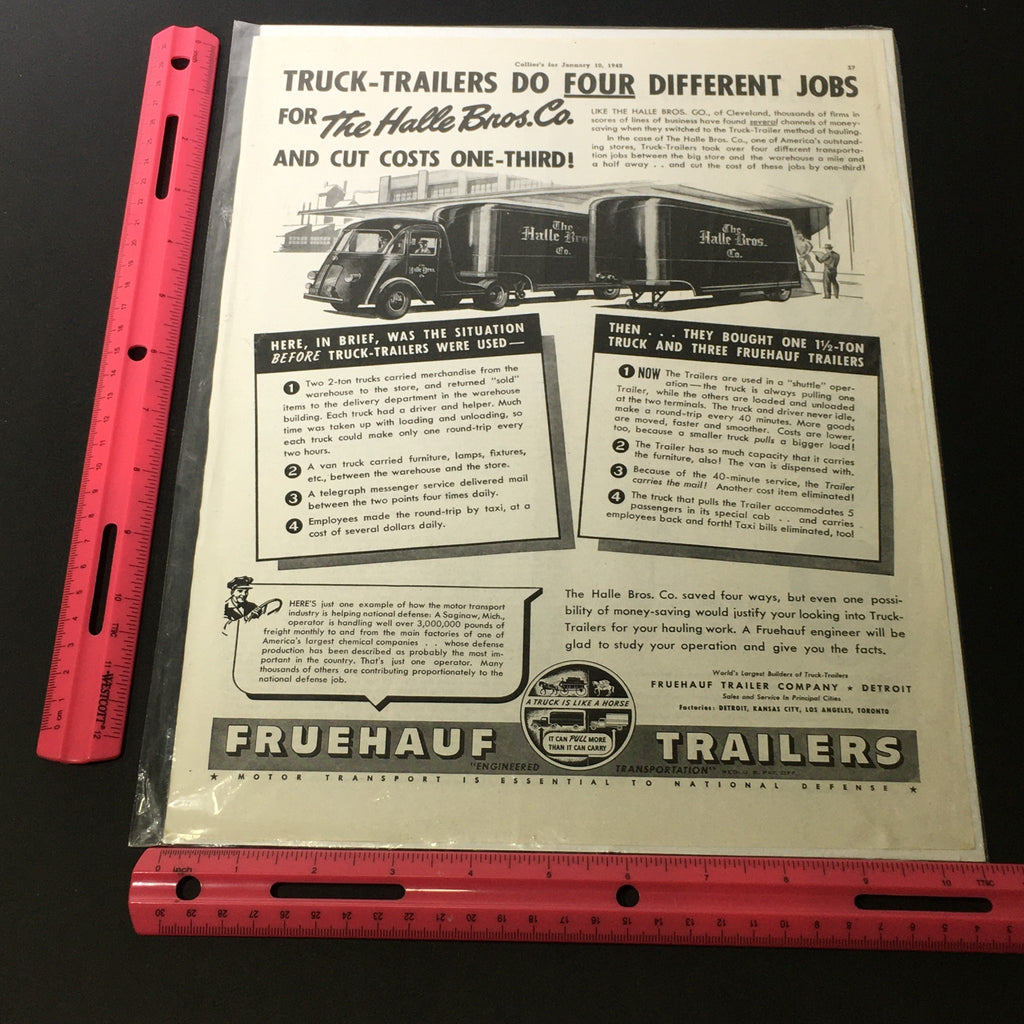 Collier's for January 10, 1942
37
TRUCK-TRAILERS DO FOUR DIFFERENT JOBS
FOR The Halle Bros. Co.
AND CUT COSTS ONE-THIRD!
LIKE THE HALLE BROS. CO., of Cleveland, thousands of firms in
scores of lines of business have found several channels of money-
saving when they switched to the Truck-Trailer method of hauling.
In the case of The Halle Bros. Co., one of America's outstand-
ing stores, Truck-Trailers took over four different transporta-
tion jobs between the big store and the warehouse a mile and
a half away . . and cut the cost of these jobs by one-third!
The
Halle Bro
Co.
The
Halle Bros.
Co.
Halle Bros.
HERE, IN BRIEF, WAS THE SITUATION
BEFORE TRUCK-TRAILERS WERE USED—
1 Two 2-ton trucks carried merchandise from the
warehouse to the store, and returned "sold"
items to the delivery department in the warehouse
building. Each truck had a driver and helper. Much
time was taken up with loading and unloading, so
each truck could make only one round-trip every
two hours.
2 A van truck carried furniture, lamps, fixtures,
etc., between the warehouse and the store.
3 A telegraph messenger service delivered mail
between the two points four times daily.
4 Employees made the round-trip by taxi, at a
cost of several dollars daily.
THEN . . . THEY BOUGHT ONE 1½-TON
TRUCK AND THREE FRUEHAUF TRAILERS
1 NOW The Trailers are used in a "shuttle" oper-
ation—the truck is always pulling one
Trailer, while the others are loaded and unloaded
at the two terminals. The truck and driver never idle,
make a round-trip every 40 minutes. More goods
are moved, faster and smoother. Costs are lower,
too, because a smaller truck pulls a bigger load!
2 The Trailer has so much capacity that it carries
the furniture, also! The van is dispensed with.
3 Because of the 40-minute service, the Trailer
carries the mail! Another cost item eliminated!
4 The truck that pulls the Trailer accommodates 5
passengers in its special cab . . and carries
employees back and forth! Taxi bills eliminated, too!
HERE'S just one example of how the motor transport
industry is helping national defense: A Saginaw, Mich.,
operator is handling well over 3,000,000 pounds of
freight monthly to and from the main factories of one of
America's largest chemical companies . . whose defense
production has been described as probably the most im-
portant in the country. That's just one operator. Many
thousands of others are contributing proportionately to the
national defense job.
The Halle Bros. Co. saved four ways, but even one possi-
bility of money-saving would justify your looking into Truck-
Trailers for your hauling work. A Fruehauf engineer will be
glad to study your operation and give you the facts.
World's Largest Builders of Truck-Trailers
FRUEHAUF TRAILER COMPANY ★ DETROIT
Sales and Service In Principal Cities
Factories: DETROIT, KANSAS CITY, LOS ANGELES, TORONTO
A TRUCK IS LIKE A HORSE
IT CAN PULL MORE
THAN IT CAN CARRY
FRUEHAUF TRAILERS
"ENGINEERED TRANSPORTATION" REG. U. S. PAT. OFF.
★ MOTOR TRANSPORT IS ESSENTIAL TO NATIONAL DEFENSE ★
WESTCOTT